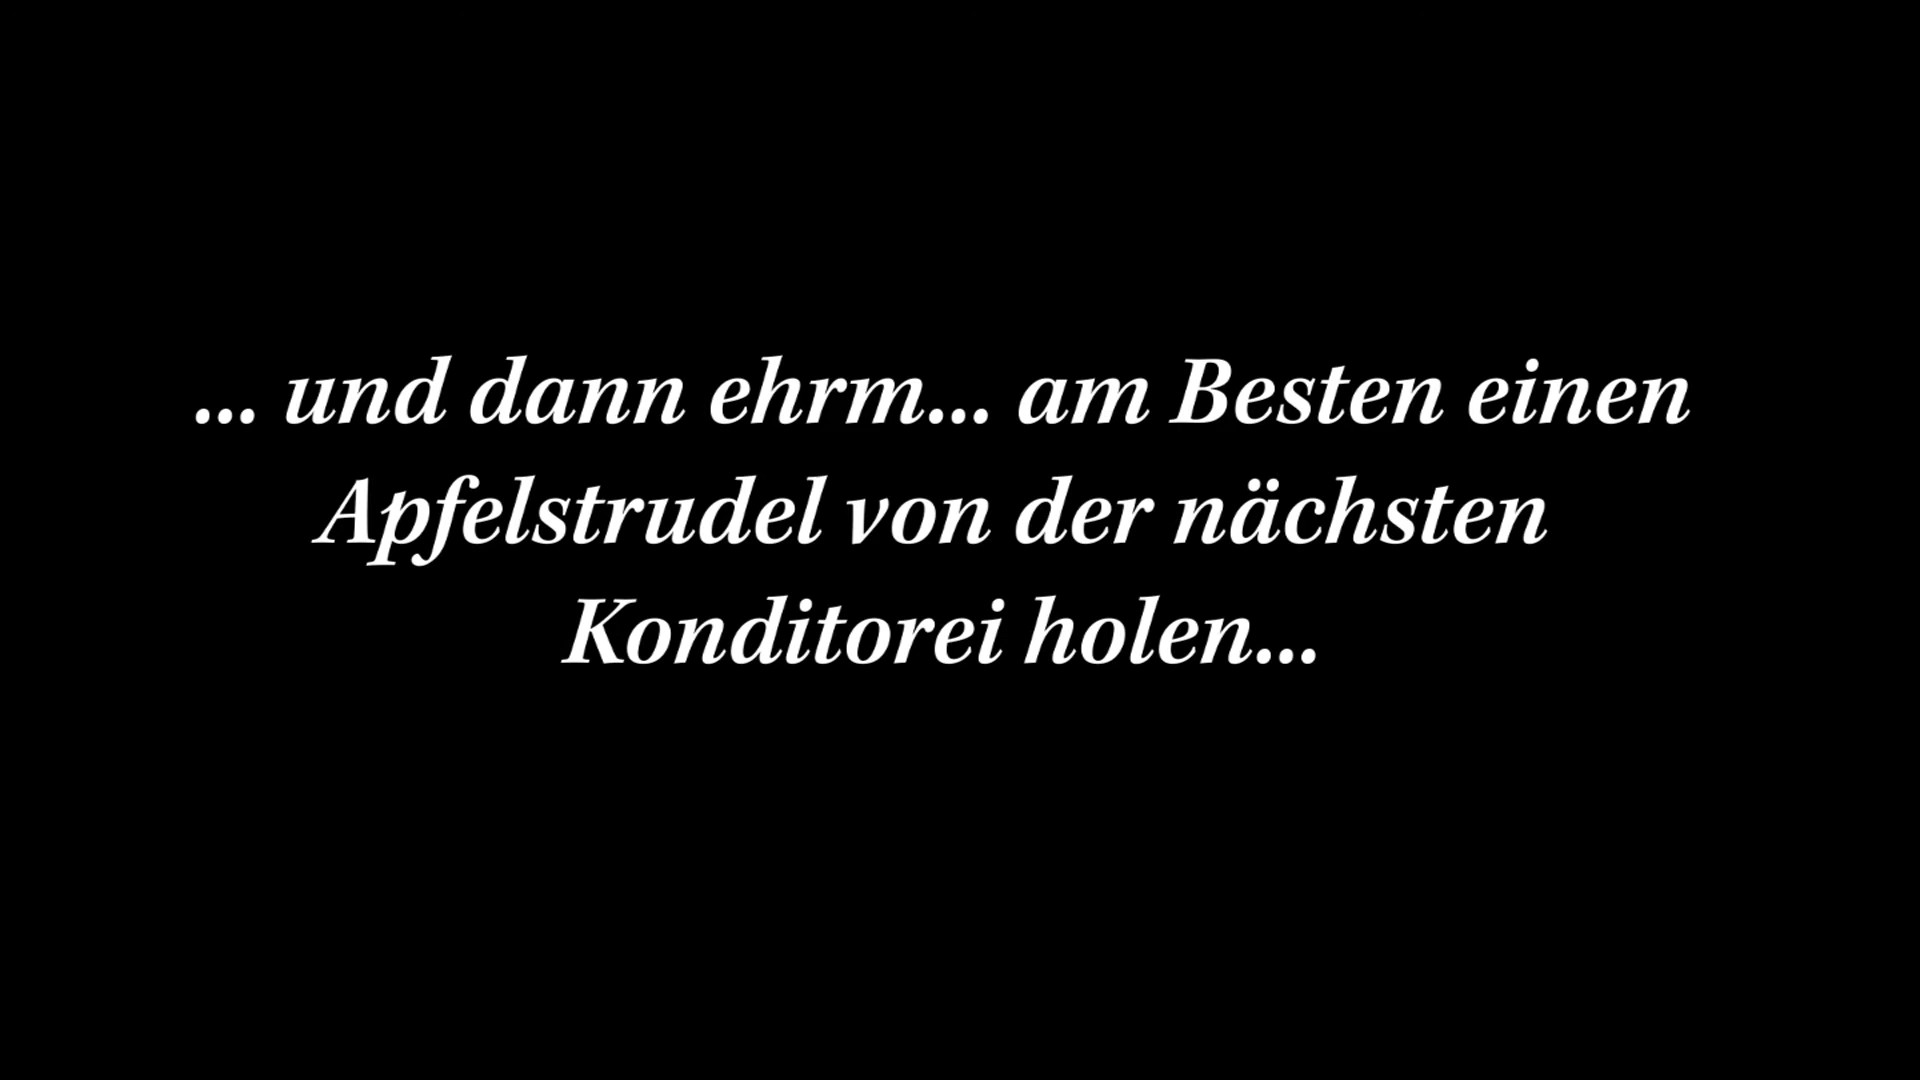 ... und dann ehrm... am Besten einen
Apfelstrudel von der nächsten
Konditorei holen...